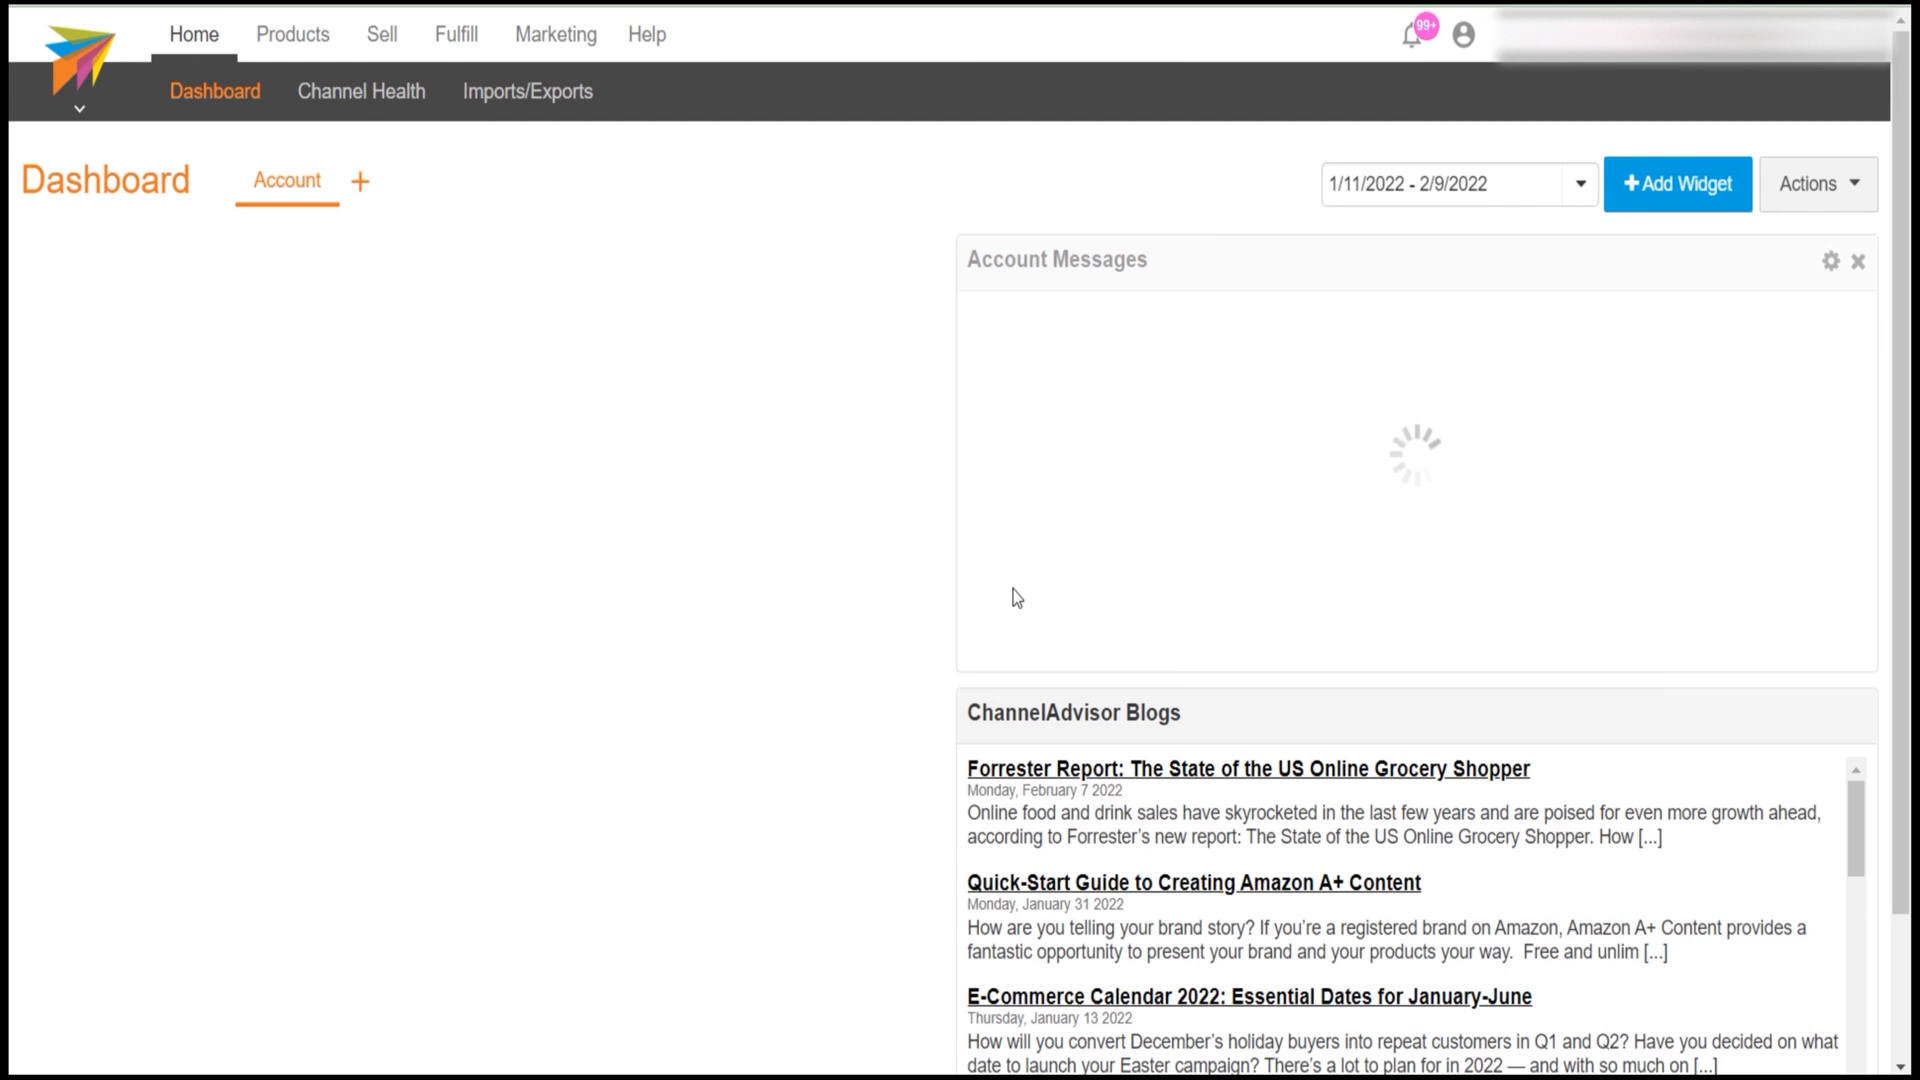 Home Products Sell Fulfill Marketing Help
99+
Dashboard Channel Health Imports/Exports
Dashboard Account +
1/11/2022 - 2/9/2022 +Add Widget Actions
Account Messages
ChannelAdvisor Blogs
Forrester Report: The State of the US Online Grocery Shopper
Monday, February 7 2022
Online food and drink sales have skyrocketed in the last few years and are poised for even more growth ahead,
according to Forrester’s new report: The State of the US Online Grocery Shopper. How [...]
Quick-Start Guide to Creating Amazon A+ Content
Monday, January 31 2022
How are you telling your brand story? If you’re a registered brand on Amazon, Amazon A+ Content provides a
fantastic opportunity to present your brand and your products your way.  Free and unlim [...]
E-Commerce Calendar 2022: Essential Dates for January-June
Thursday, January 13 2022
How will you convert December’s holiday buyers into repeat customers in Q1 and Q2? Have you decided on what
date to launch your Easter campaign? There’s a lot to plan for in 2022 — and with so much on [...]